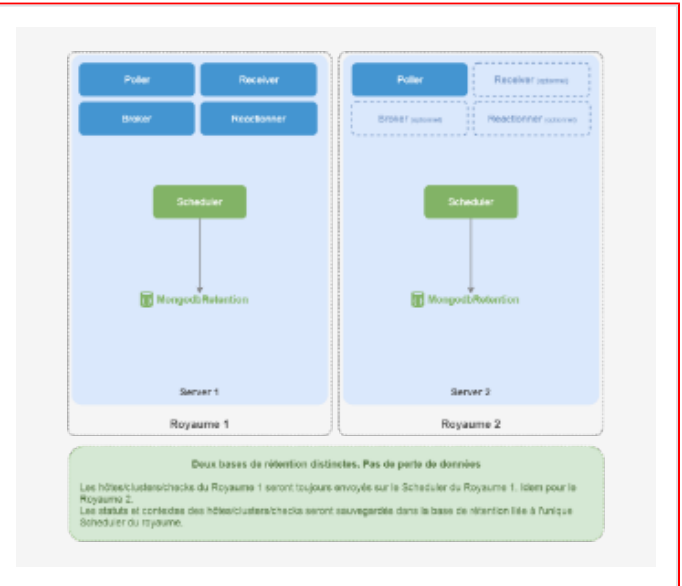 Poller Receiver
Broker Reactionner
Scheduler
MongodbRetention
Server 1
Royaume 1
Poller Receiver (optionnel)
Broker (optionnel) Reactionner (optionnel)
Scheduler
MongodbRetention
Server 2
Royaume 2
Deux bases de rétention distinctes. Pas de perte de données
Les hôtes/clusters/checks du Royaume 1 seront toujours envoyés sur le Scheduler du Royaume 1. Idem pour le
Royaume 2.
Les statuts et contextes des hôtes/clusters/checks seront sauvegardés dans la base de rétention liée à l'unique
Scheduler du royaume.